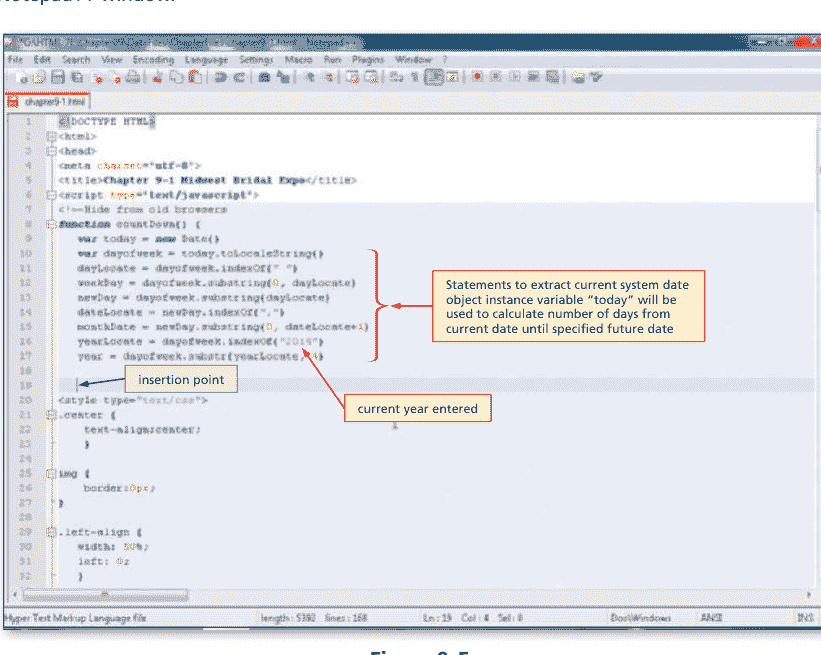 *G:\HTML_7E\Chapter09\Data - Notepad++
File Edit Search View Encoding Language Settings Macro Run Plugins Window ?
chapter9-1.html
1 <!DOCTYPE HTML>
2 <html>
3 <head>
4 <meta charset="utf-8">
5 <title>Chapter 9-1 Midwest Bridal Expo</title>
6 <script type="text/javascript">
7 <!--Hide from old browsers
8 function countDown() {
9 var today = new Date()
10 var dayofweek = today.toLocaleString()
11 dayLocate = dayofweek.indexOf(" ")
12 weekDay = dayofweek.substring(0, dayLocate)
13 newDay = dayofweek.substring(dayLocate)
14 dateLocate = newDay.indexOf(",")
15 monthDate = newDay.substring(0, dateLocate+1)
16 yearLocate = dayofweek.indexOf("2014")
17 year = dayofweek.substr(yearLocate, 4)
Statements to extract current system date
object instance variable "today" will be
used to calculate number of days from
current date until specified future date
18
19
insertion point
current year entered
20 <style type="text/css">
21 .center {
22 text-align:center;
23 }
24
25 img {
26 border:0px;
27 }
28
29 .left-align {
30 width: 50%;
31 left: 0;
32 }
Hyper Text Markup Language file length : 5392 lines : 168 Ln : 19 Col : 4 Sel : 0 Dos\Windows ANSI INS